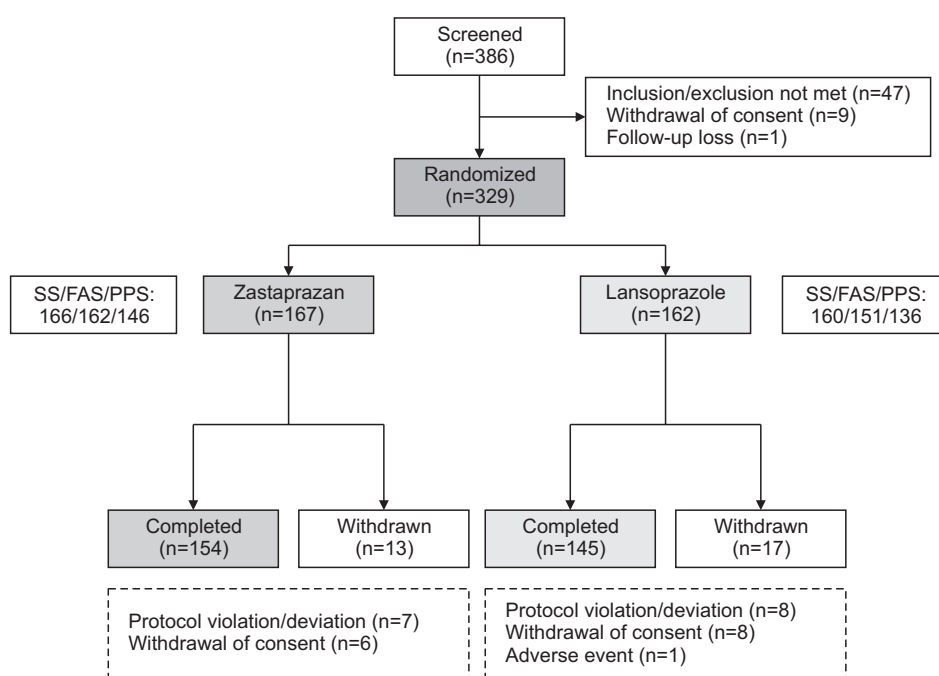 Screened
(n=386)
Inclusion/exclusion not met (n=47)
Withdrawal of consent (n=9)
Follow-up loss (n=1)
Randomized
(n=329)
SS/FAS/PPS:
166/162/146
Zastaprazan
(n=167)
Lansoprazole
(n=162)
SS/FAS/PPS:
160/151/136
Completed
(n=154)
Withdrawn
(n=13)
Completed
(n=145)
Withdrawn
(n=17)
Protocol violation/deviation (n=7)
Withdrawal of consent (n=6)
Protocol violation/deviation (n=8)
Withdrawal of consent (n=8)
Adverse event (n=1)